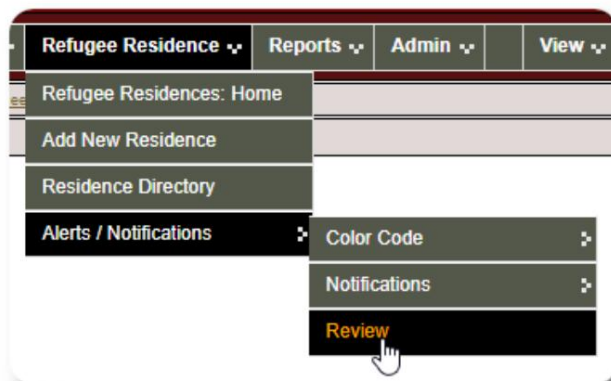 Refugee Residence
Reports
Admin
View
Refugee Residences: Home
Add New Residence
Residence Directory
Alerts / Notifications
Color Code
Notifications
Review